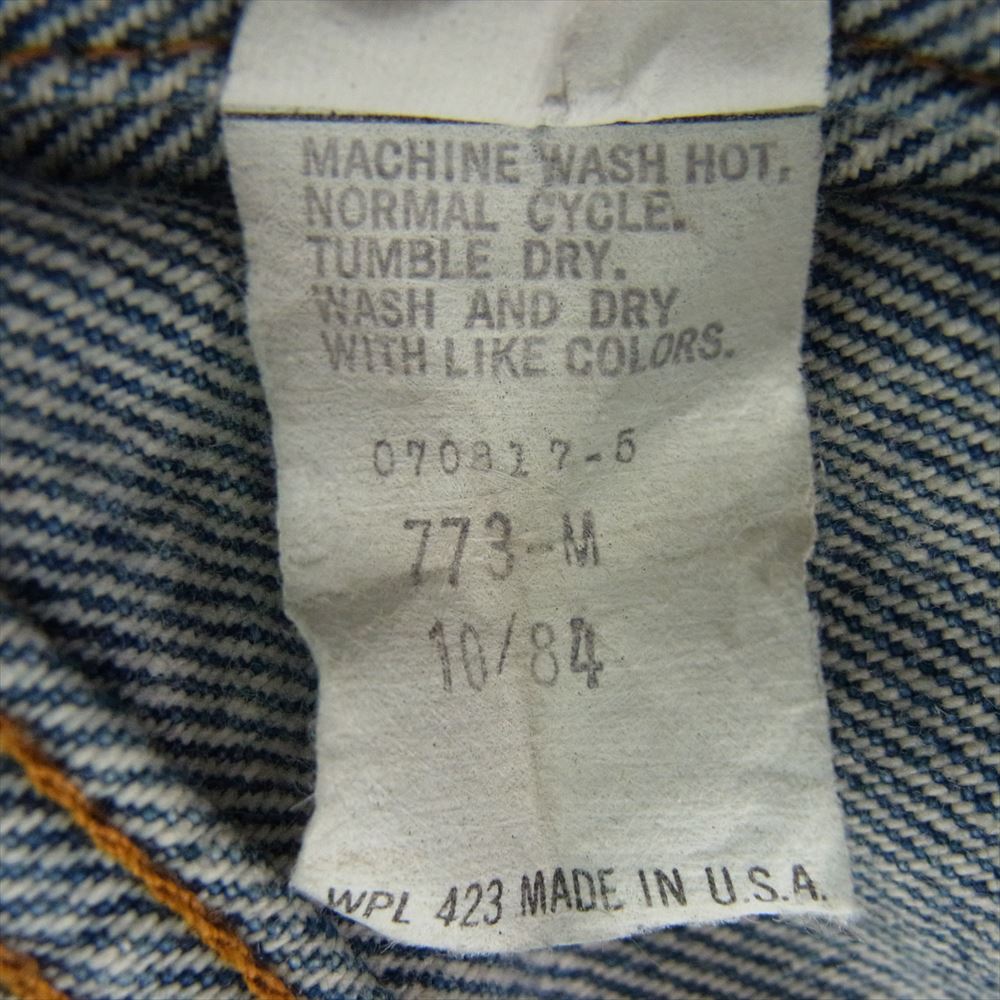 MACHINE WASH HOT.
NORMAL CYCLE.
TUMBLE DRY.
WASH AND DRY
WITH LIKE COLORS.
070817-5
773-M
10/84
WPL 423 MADE IN U.S.A.